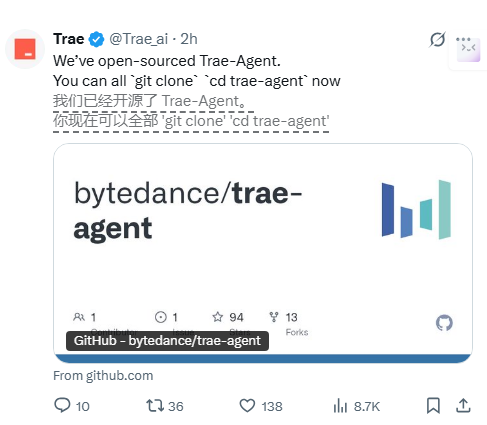 Trae @Trae_ai · 2h
We've open-sourced Trae-Agent.
You can all `git clone` `cd trae-agent` now
我们已经开源了 Trae-Agent。
你现在可以全部 'git clone' 'cd trae-agent'
bytedance/trae-agent
1 Contributor
1 Issue
94 Stars
13 Forks
GitHub - bytedance/trae-agent
From github.com
10 36 138 8.7K